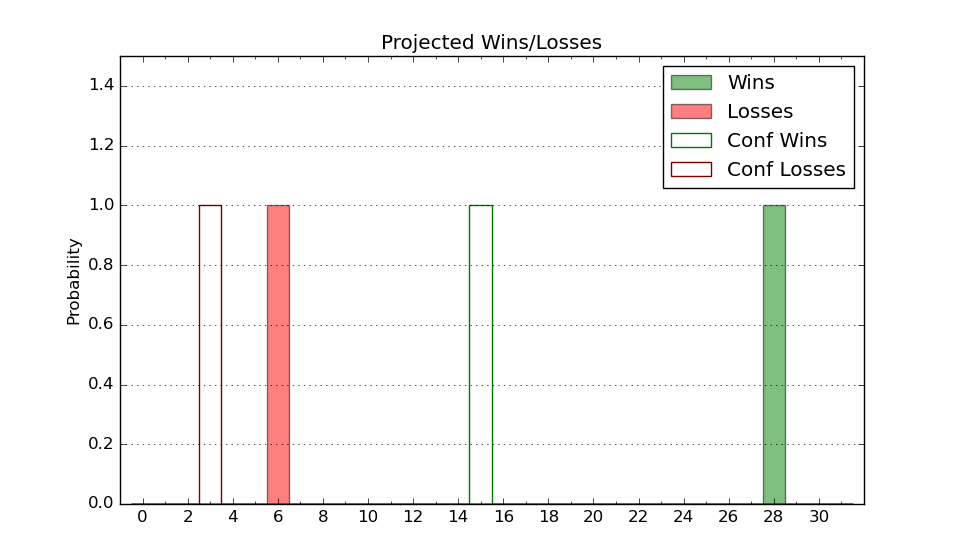 Projected Wins/Losses
Wins
Losses
Conf Wins
Conf Losses
Probability
1.4
1.2
1.0
0.8
0.6
0.4
0.2
0.0
0 2 4 6 8 10 12 14 16 18 20 22 24 26 28 30